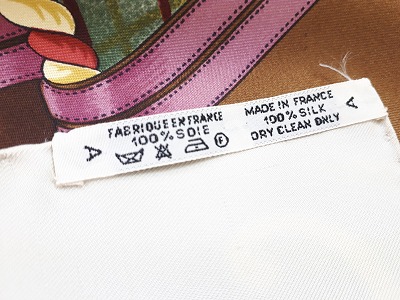 FABRIQUE EN FRANCE
100% SOIE
A
F
MADE IN FRANCE
100% SILK
DRY CLEAN ONLY
A